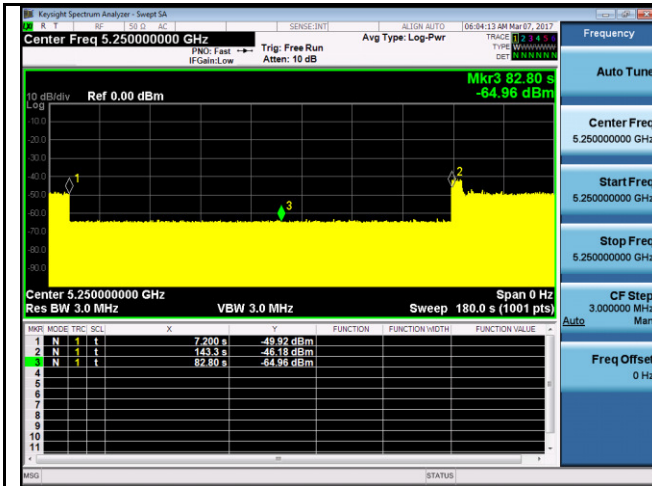 Keysight Spectrum Analyzer - Swept SA
LXI R T RF 50 Ω AC SENSE:INT ALIGN AUTO 06:04:13 AM Mar 07, 2017
Center Freq 5.250000000 GHz
PNO: Fast
IFGain:Low
Trig: Free Run
Atten: 10 dB
Avg Type: Log-Pwr
TRACE 1 2 3 4 5 6
TYPE WWWWWW
DET N N N N N N
Mkr3 82.80 s
-64.96 dBm
10 dB/div Ref 0.00 dBm
Log
-10.0
-20.0
-30.0
-40.0
-50.0
-60.0
-70.0
-80.0
-90.0
1
2
3
Center 5.250000000 GHz Span 0 Hz
Res BW 3.0 MHz VBW 3.0 MHz Sweep 180.0 s (1001 pts)
MKR MODE TRC SCL X Y FUNCTION FUNCTION WIDTH FUNCTION VALUE
1 N 1 t 7.200 s -49.92 dBm
2 N 1 t 143.3 s -46.18 dBm
3 N 1 t 82.80 s -64.96 dBm
4
5
6
7
8
9
10
11
MSG STATUS
Frequency
Auto Tune
Center Freq
5.250000000 GHz
Start Freq
5.250000000 GHz
Stop Freq
5.250000000 GHz
CF Step
3.000000 MHz
Auto Man
Freq Offset
0 Hz